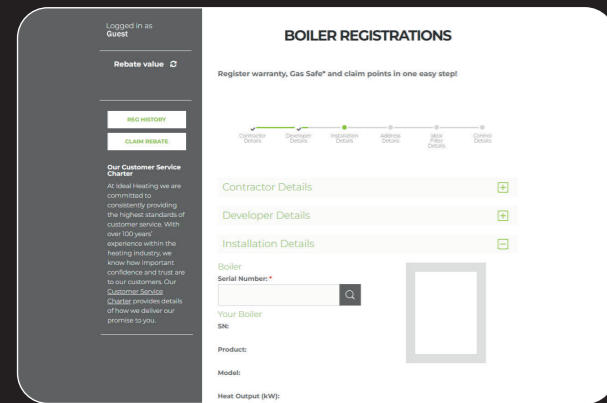 Logged in as
Guest
Rebate value
REG HISTORY
CLAIM REBATE
Our Customer Service
Charter
At Ideal Heating we are
committed to
consistently providing
the highest standards of
customer service. With
over 100 years'
experience within the
heating industry, we
know how important
confidence and trust are
to our customers. Our
Customer Service
Charter provides details
of how we deliver our
promise to you.
BOILER REGISTRATIONS
Register warranty, Gas Safe* and claim points in one easy step!
Contractor
Details
Developer
Details
Installation
Details
Address
Details
Ideal
Filter
Details
Control
Details
Contractor Details
Developer Details
Installation Details
Boiler
Serial Number: *
Your Boiler
SN:
Product:
Model:
Heat Output (kW):